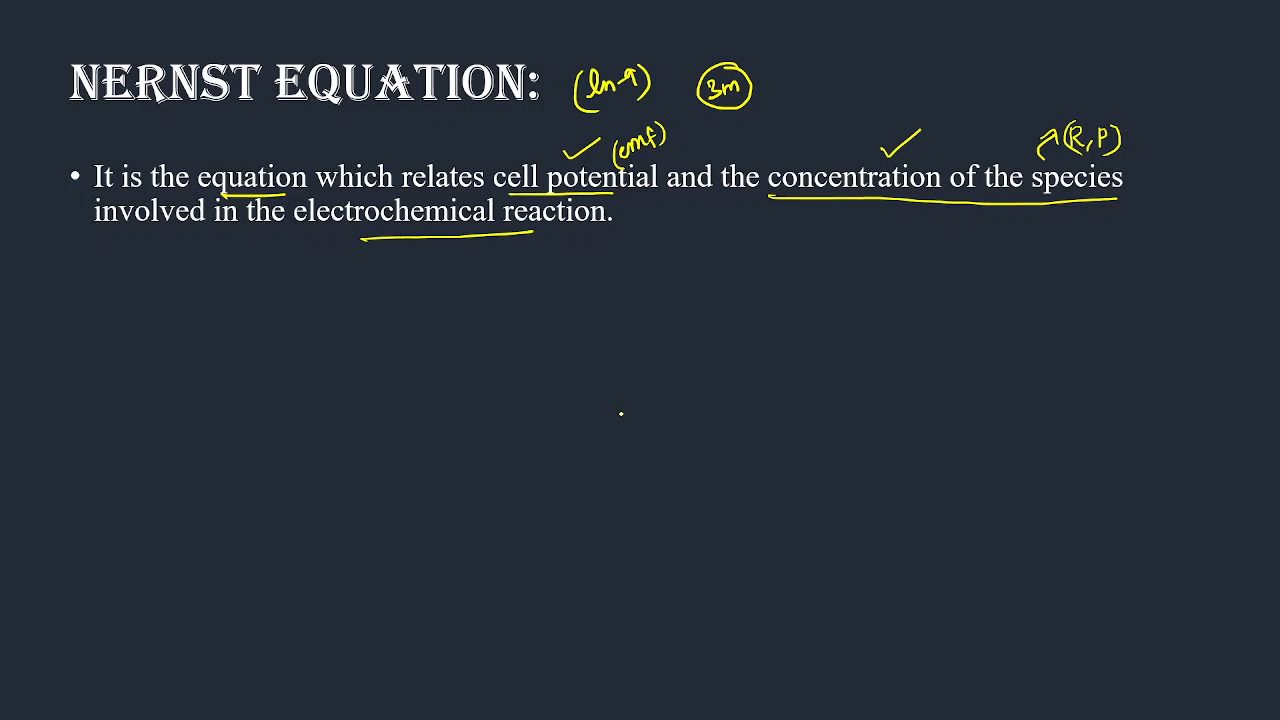 NERNST EQUATION: (ln-9) 3m
(emf) (R, P)
• It is the equation which relates cell potential and the concentration of the species
involved in the electrochemical reaction.